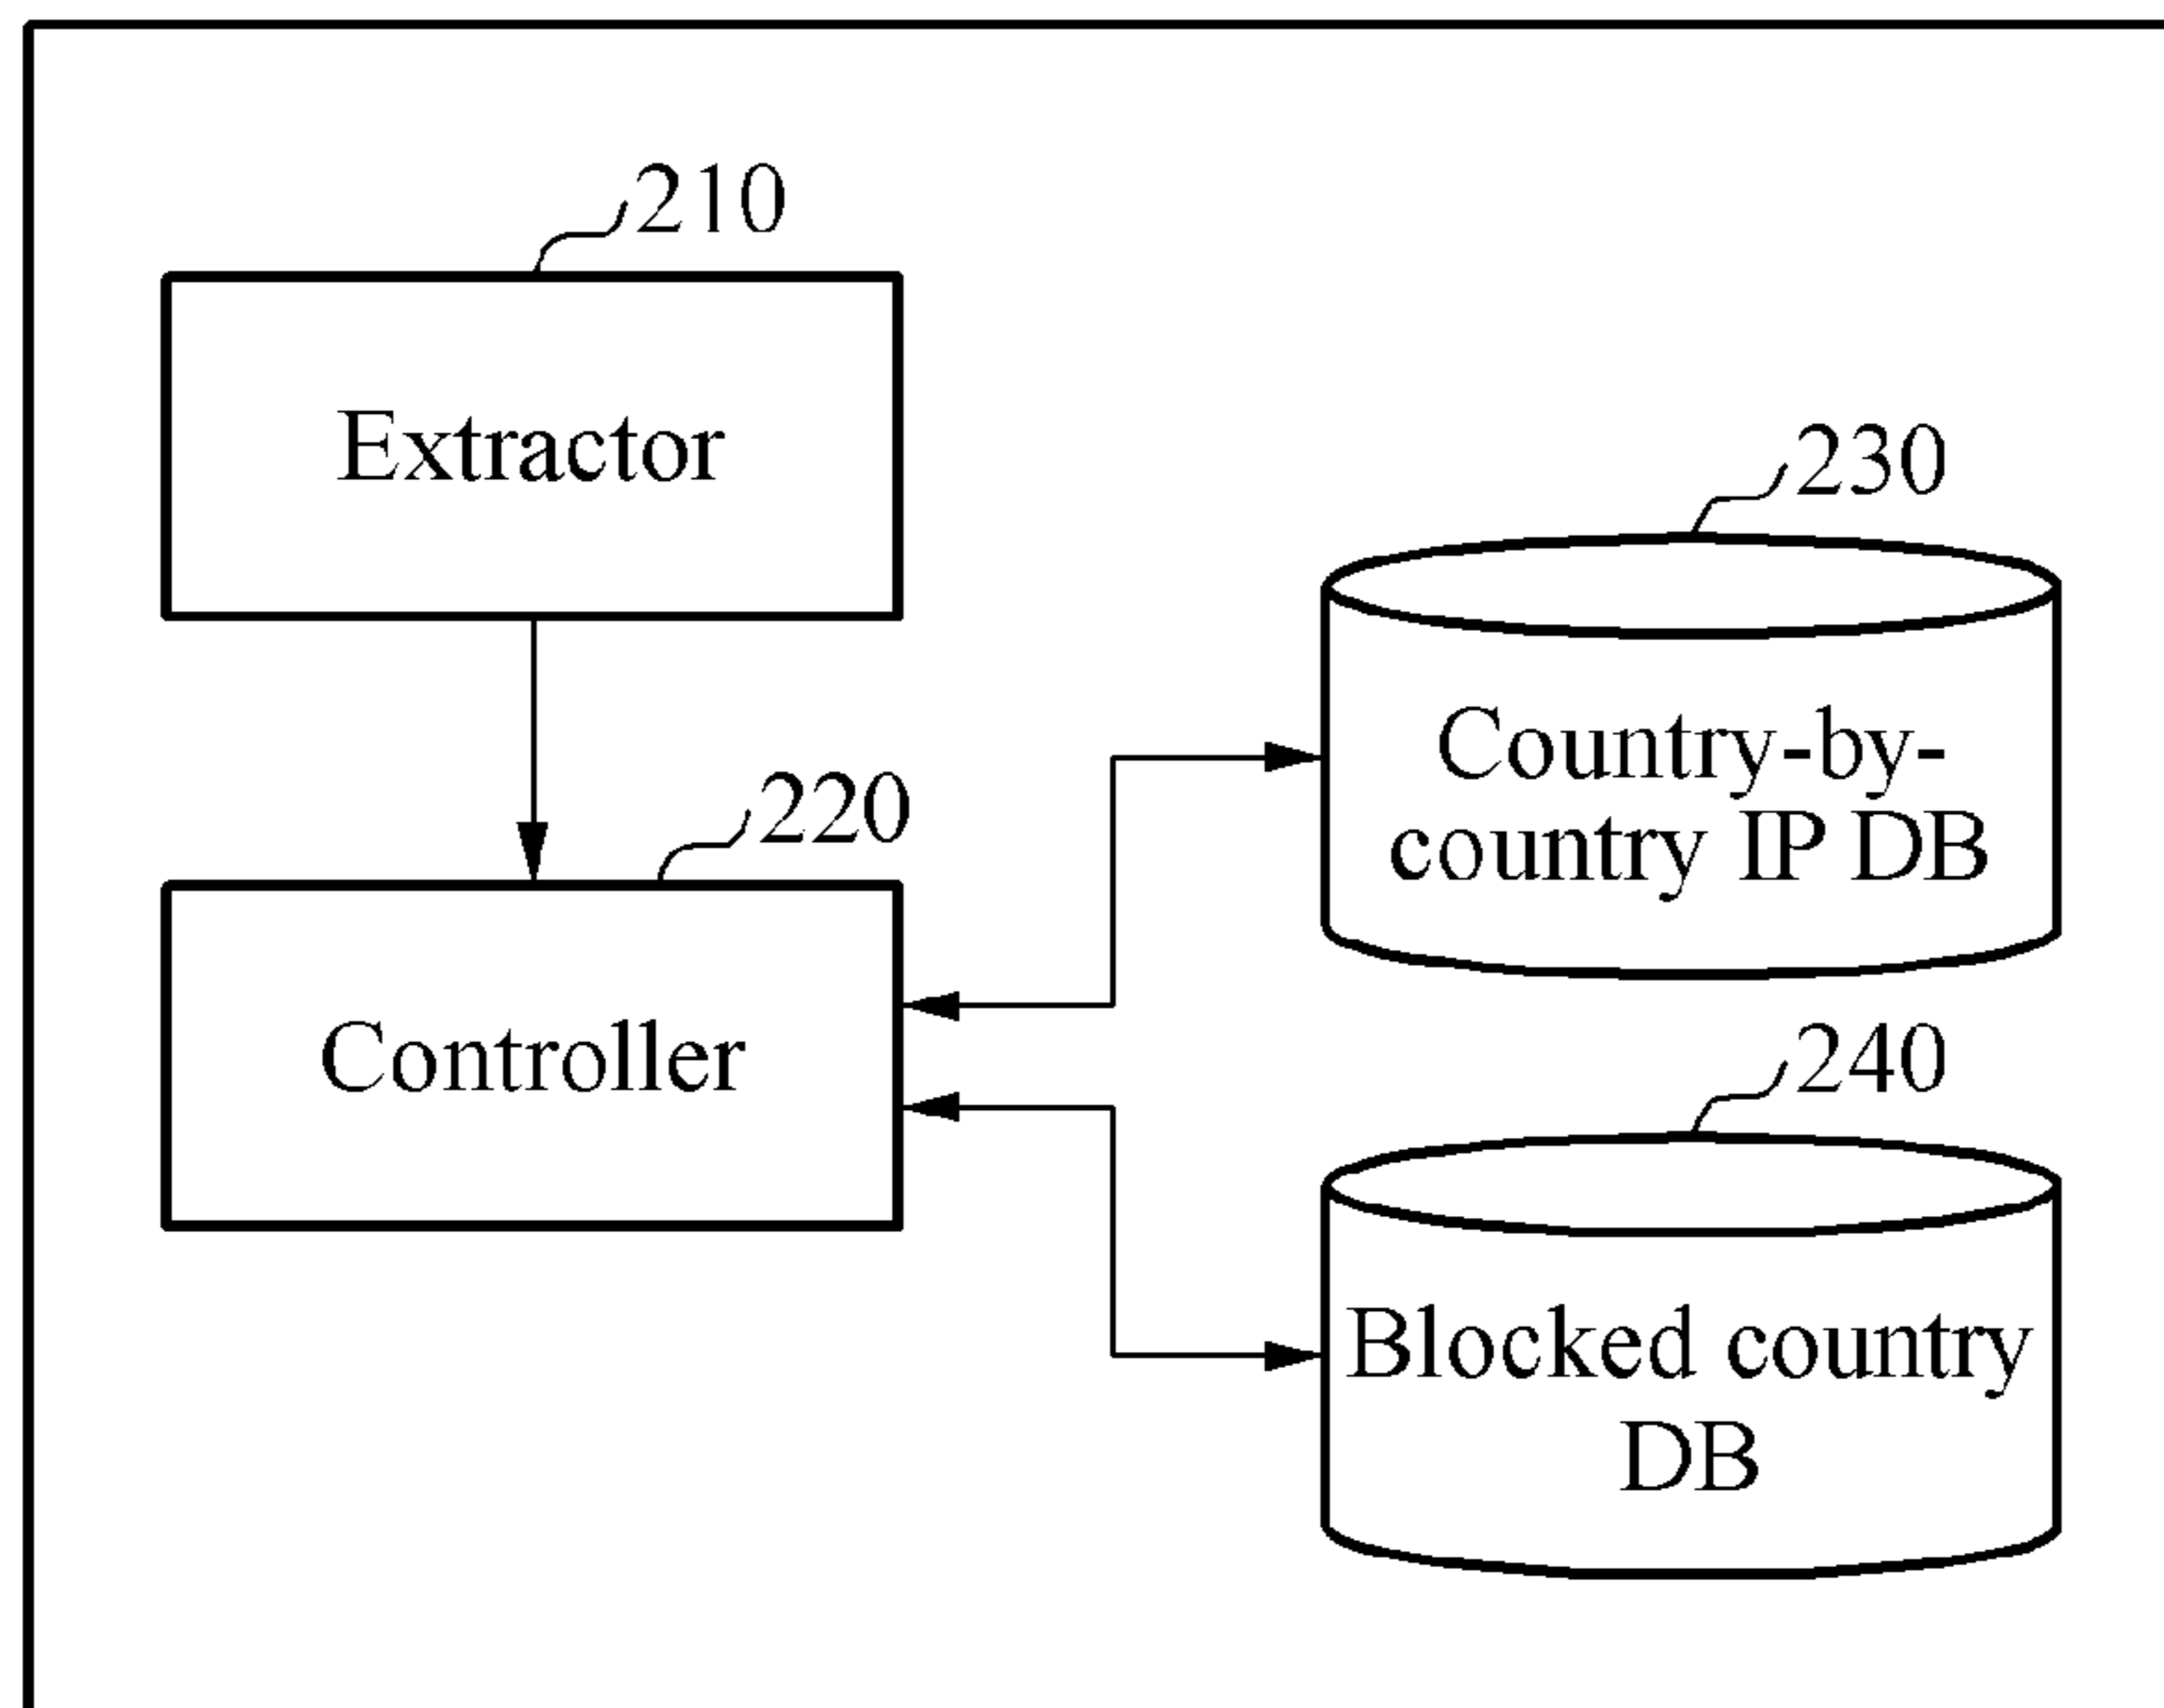 210
Extractor
230
Country-by-
country IP DB
220
Controller
240
Blocked country
DB